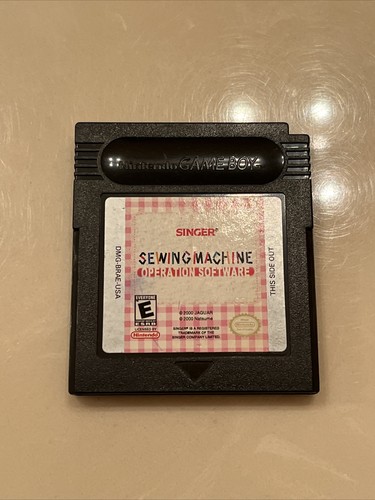 Nintendo GAME BOY
SINGER®
SEWING MACHINE
OPERATION SOFTWARE
DMG-BRAE-USA
THIS SIDE OUT
EVERYONE
E
ESRB
LICENSED BY
Nintendo
© 2000 JAGUAR
© 2000 Natsume
SINGER® IS A REGISTERED
TRADEMARK OF THE
SINGER COMPANY LIMITED.